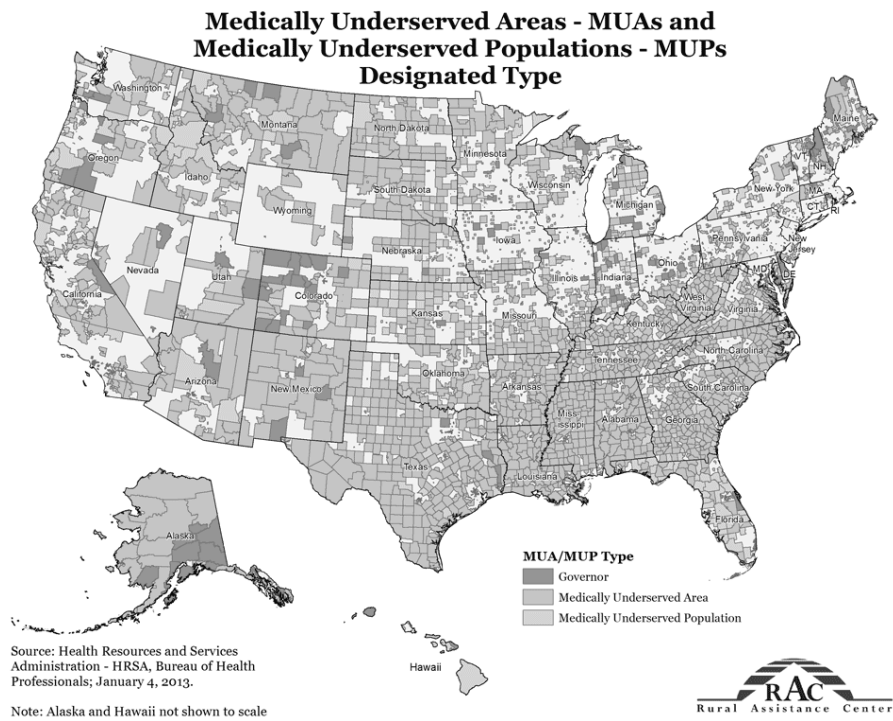 Medically Underserved Areas - MUAs and
Medically Underserved Populations - MUPs
Designated Type
Washington
Montana
North Dakota
Minnesota
Maine
Oregon
Idaho
South Dakota
Wisconsin
Michigan
VT
NH
New York
MA
CT
RI
Wyoming
Nebraska
Iowa
Pennsylvania
New
Jersey
Nevada
Utah
Colorado
Illinois
Indiana
Ohio
MD
DE
California
Kansas
Missouri
West
Virginia
Virginia
Kentucky
Arizona
New Mexico
Oklahoma
Arkansas
Tennessee
North Carolina
South Carolina
Texas
Louisiana
Miss
issippi
Alabama
Georgia
Florida
Alaska
Hawaii
MUA/MUP Type
Governor
Medically Underserved Area
Medically Underserved Population
Source: Health Resources and Services
Administration - HRSA, Bureau of Health
Professionals; January 4, 2013.
Note: Alaska and Hawaii not shown to scale
RAC
Rural Assistance Center